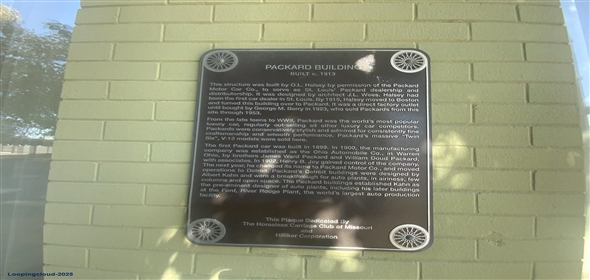 PACKARD BUILDING
BUILT c. 1913
This structure was built by O.L. Halsey by permission of the Packard
Motor Car Co., to serve as St. Louis' Packard dealership and
distributorship. It was designed by architect J.L. Wees. Halsey had
been the first car dealer in St. Louis. By 1915, Halsey moved to Boston
and turned this building over to Packard. It was a direct factory outlet
until bought by George M. Berry in 1923, who sold Packards from this
site through 1953.
From the late teens to WWII, Packard was the world's most popular
luxury car, regularly out-selling all other luxury car competitors.
Packards were conservatively stylish and admired for consistently fine
craftsmanship and smooth performance. Packard's massive "Twin
Six", V-12 models were sold here.
The first Packard car was built in 1899. In 1900, the manufacturing
company was established as the Ohio Automobile Co., in Warren
Ohio, by brothers James Ward Packard and William Doud Packard,
with associates. In 1902, Henry B. Joy gained control of the company.
The next year, he changed its name to Packard Motor Co., and moved
operations to Detroit. Packard's Detroit buildings were designed by
Albert Kahn and were a breakthrough for auto plants, in airiness, few
columns and open space. The Packard buildings established Kahn as
the pre-eminent designer of auto plants, including his later buildings
at the Ford, River Rouge Plant, the world's largest auto production
facility.
This Plaque Dedicated By
The Horseless Carriage Club of Missouri
and
Hilliker Corporation
Loopingcloud-2025